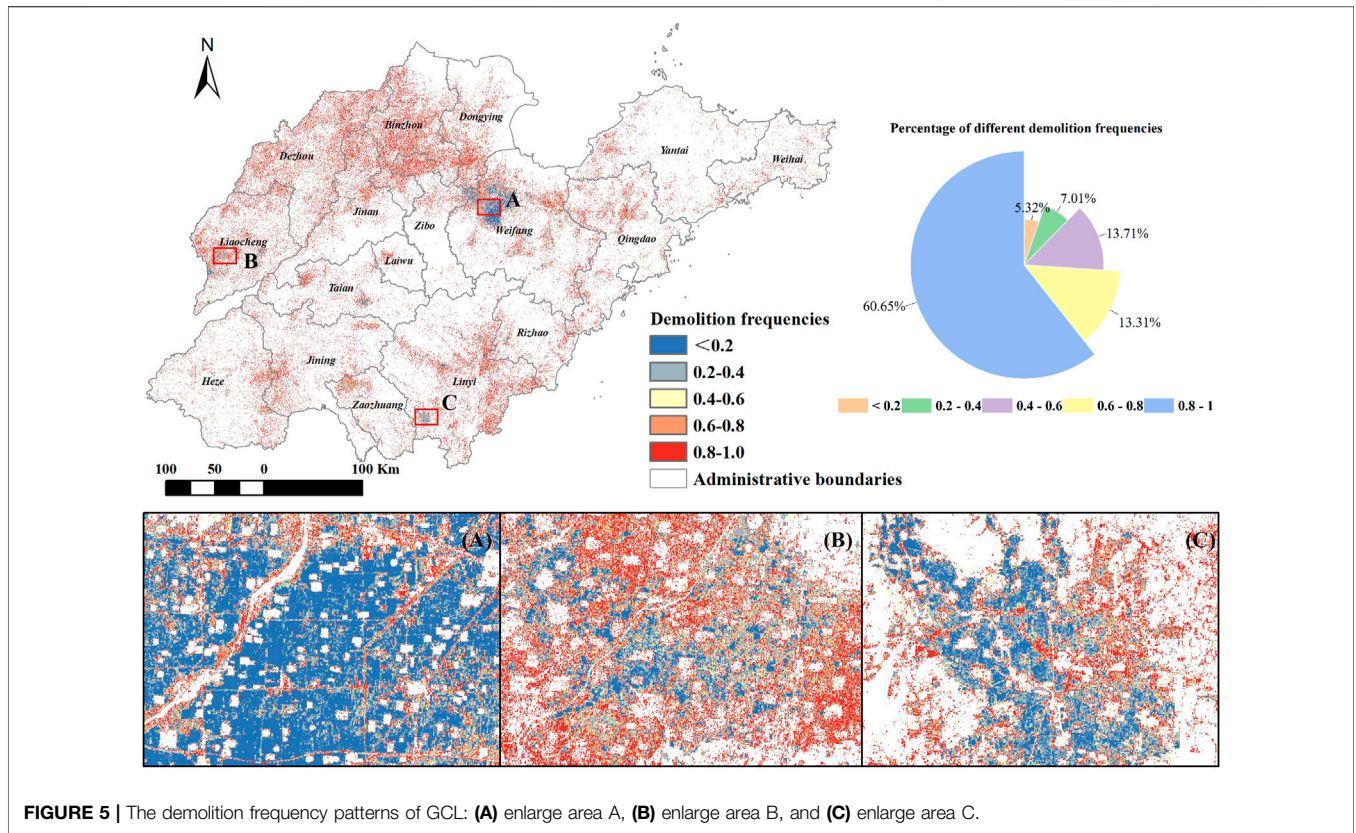 N
Dongying
Binzhou
Dezhou
Yantai
Weihai
A
Jinan
Zibo
Weifang
Liaocheng
B
Qingdao
Laiwu
Taian
Rizhao
Jining
Heze
Linyi
Zaozhuang
C
100 50 0 100 Km
Demolition frequencies
<0.2
0.2-0.4
0.4-0.6
0.6-0.8
0.8-1.0
Administrative boundaries
Percentage of different demolition frequencies
5.32%
7.01%
13.71%
13.31%
60.65%
< 0.2 0.2 - 0.4 0.4 - 0.6 0.6 - 0.8 0.8 - 1
(A)
(B)
(C)
FIGURE 5 | The demolition frequency patterns of GCL: (A) enlarge area A, (B) enlarge area B, and (C) enlarge area C.